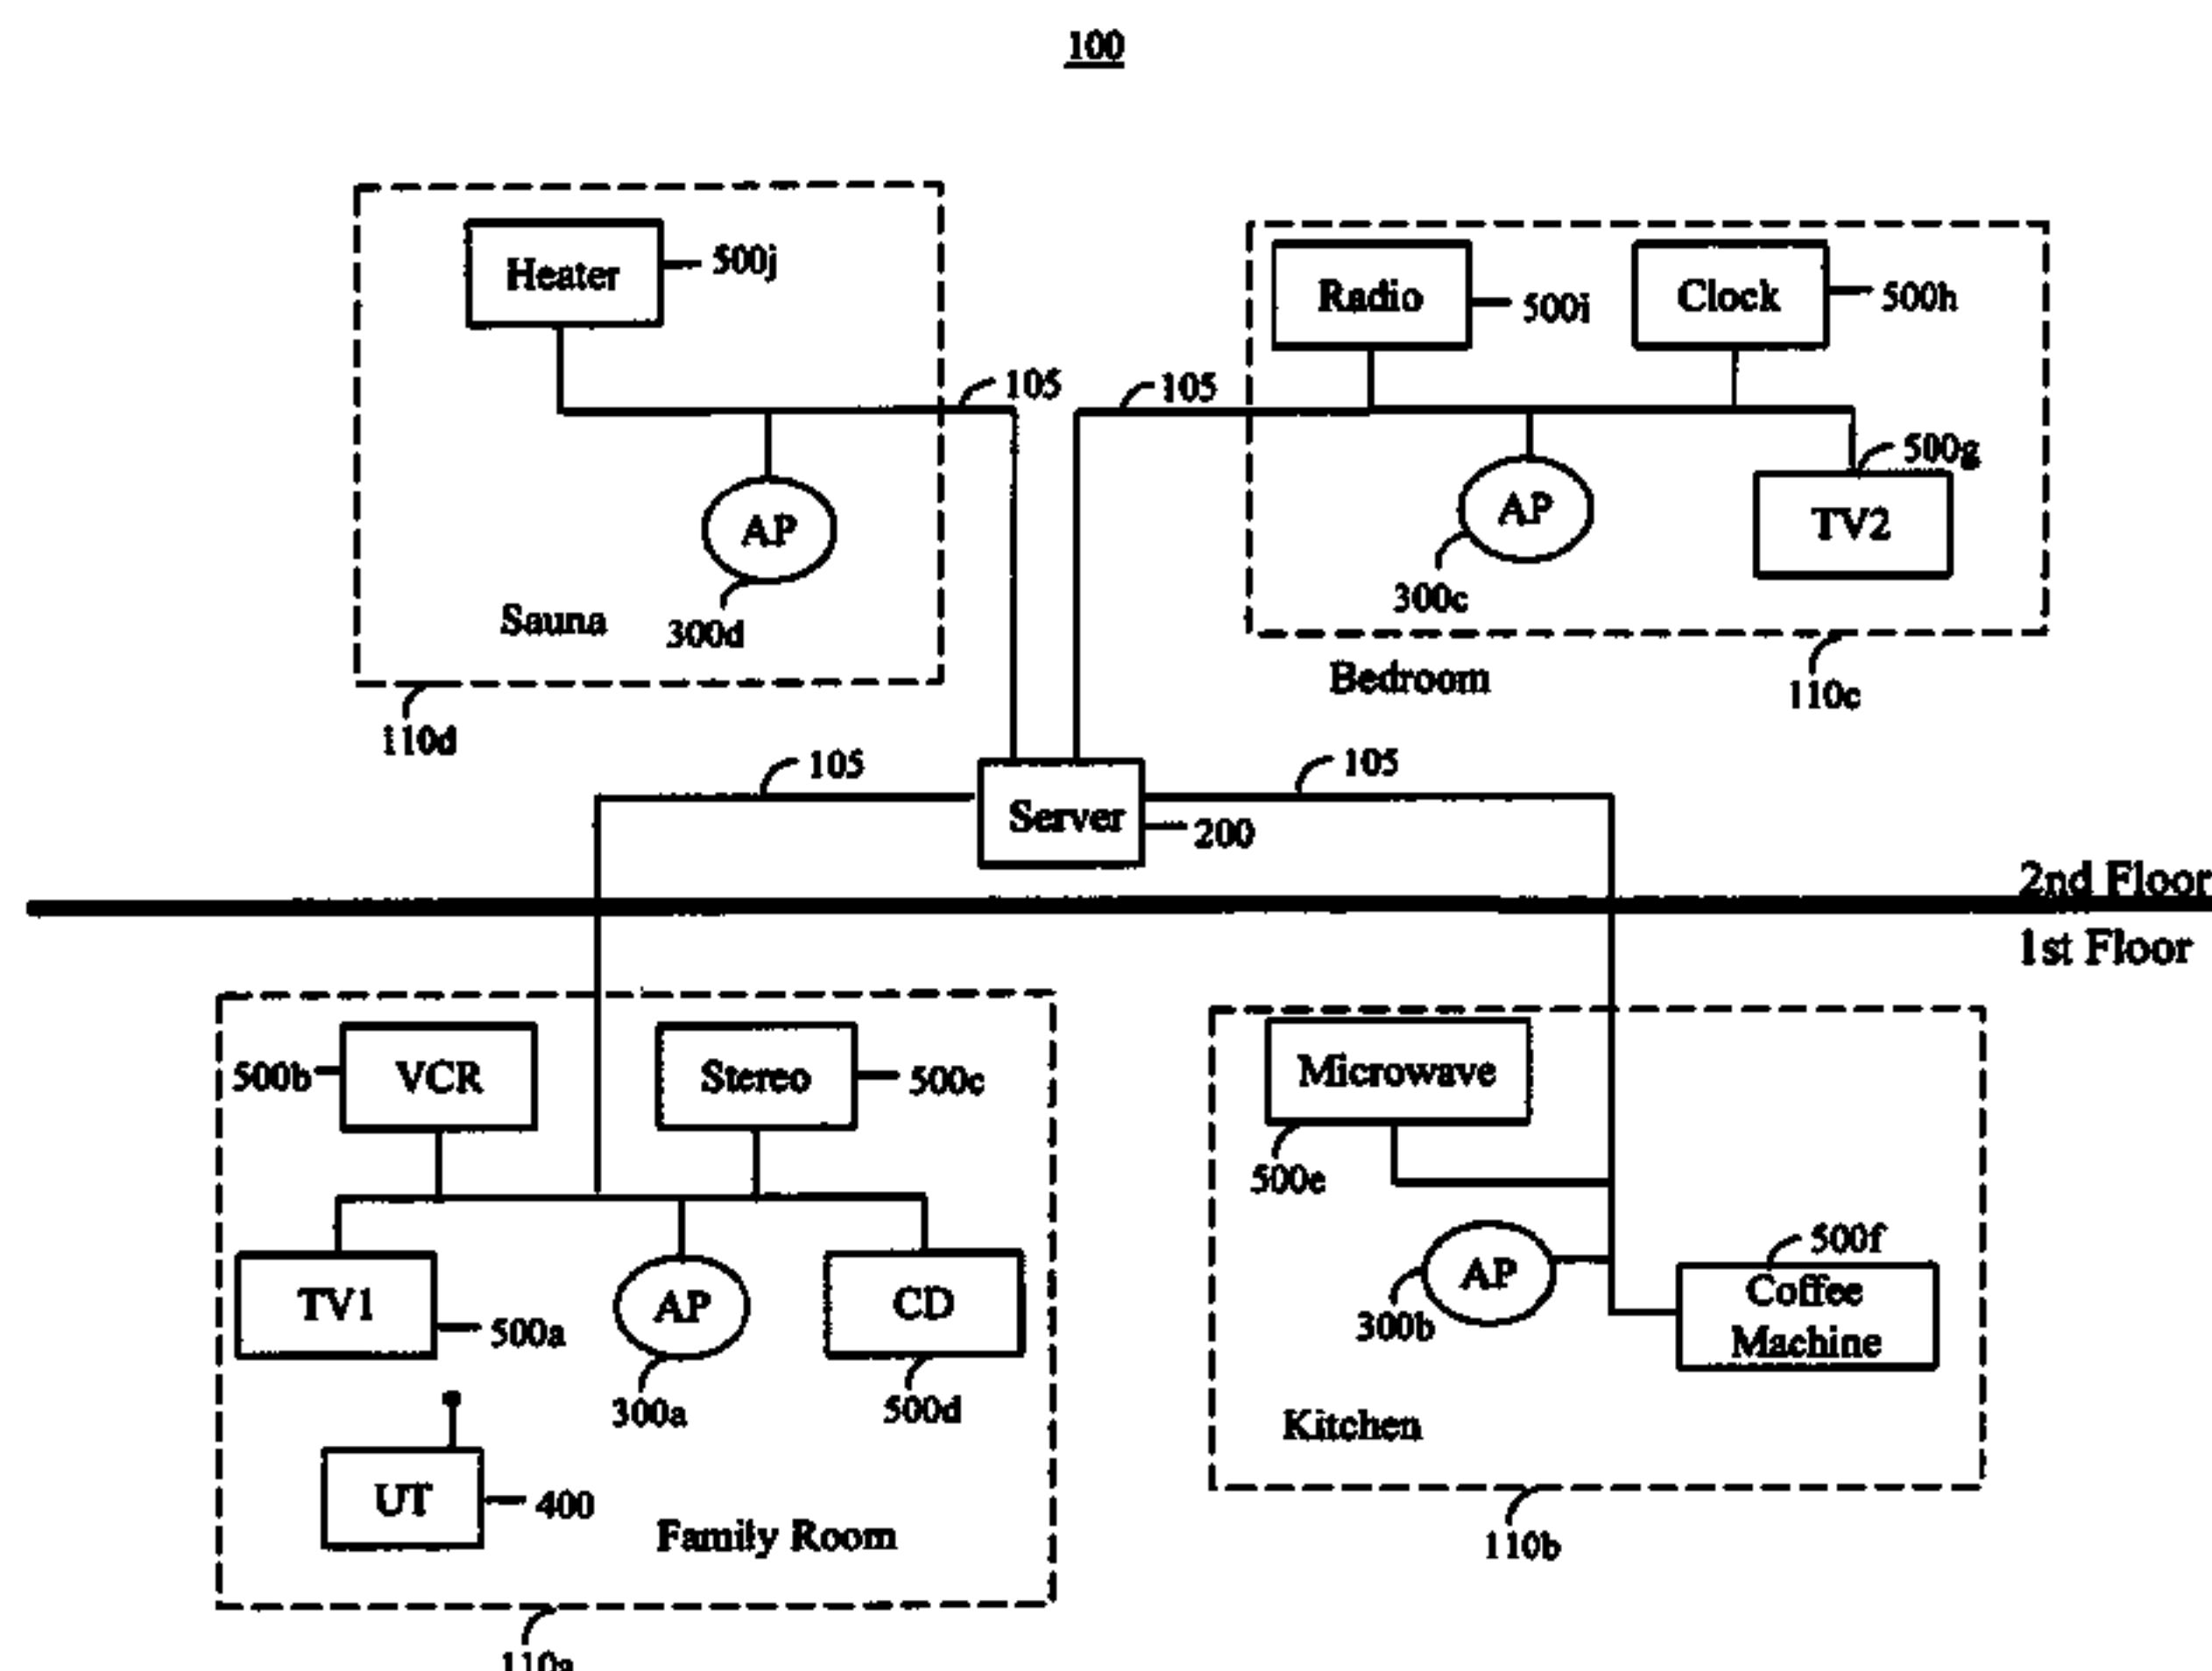 100
Heater
500j
Radio
500i
Clock
500h
105
105
500g
AP
AP
TV2
300c
Sauna
300d
Bedroom
110c
110d
105
105
Server
200
2nd Floor
1st Floor
500b
VCR
Stereo
500c
Microwave
500e
500f
TV1
500a
AP
CD
AP
Coffee
Machine
300b
300a
500d
Kitchen
UT
400
Family Room
110b
110a